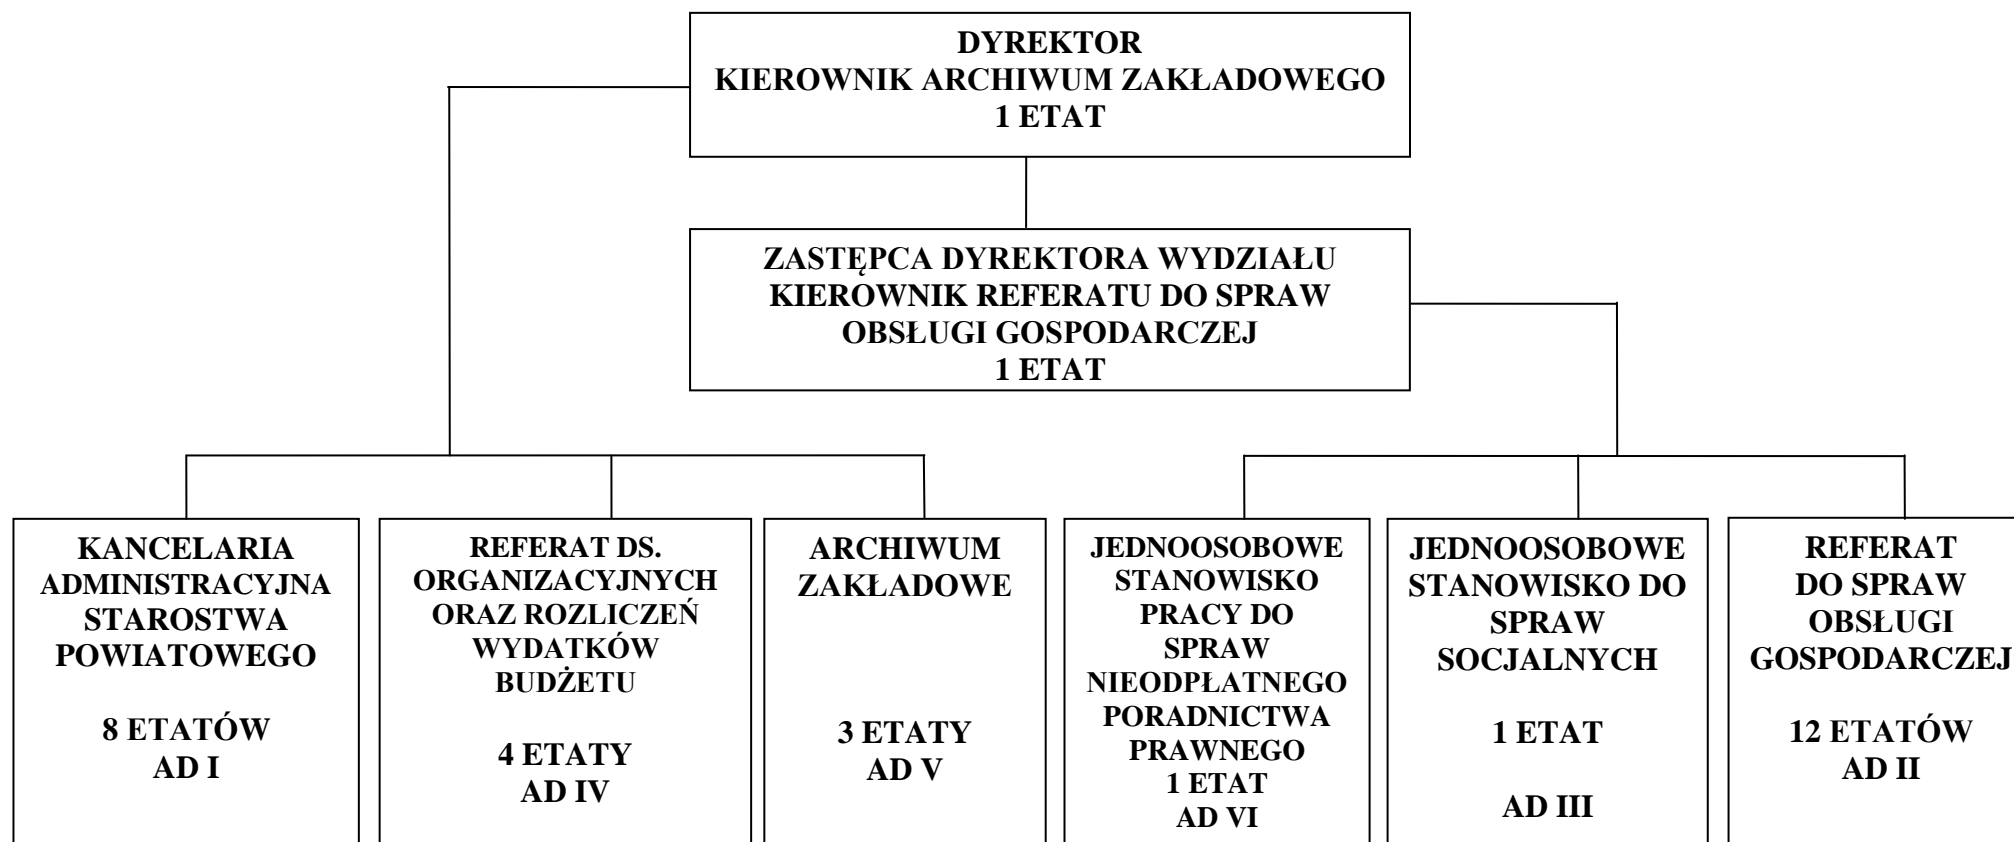 DYREKTOR
KIEROWNIK ARCHIWUM ZAKŁADOWEGO
1 ETAT
ZASTĘPCA DYREKTORA WYDZIAŁU
KIEROWNIK REFERATU DO SPRAW
OBSŁUGI GOSPODARCZEJ
1 ETAT
KANCELARIA
ADMINISTRACYJNA
STAROSTWA
POWIATOWEGO
8 ETATÓW
AD I
REFERAT DS.
ORGANIZACYJNYCH
ORAZ ROZLICZEŃ
WYDATKÓW
BUDŻETU
4 ETATY
AD IV
ARCHIWUM
ZAKŁADOWE
3 ETATY
AD V
JEDNOOSOBOWE
STANOWISKO
PRACY DO
SPRAW
NIEODPŁATNEGO
PORADNICTWA
PRAWNEGO
1 ETAT
AD VI
JEDNOOSOBOWE
STANOWISKO DO
SPRAW
SOCJALNYCH
1 ETAT
AD III
REFERAT
DO SPRAW
OBSŁUGI
GOSPODARCZEJ
12 ETATÓW
AD II